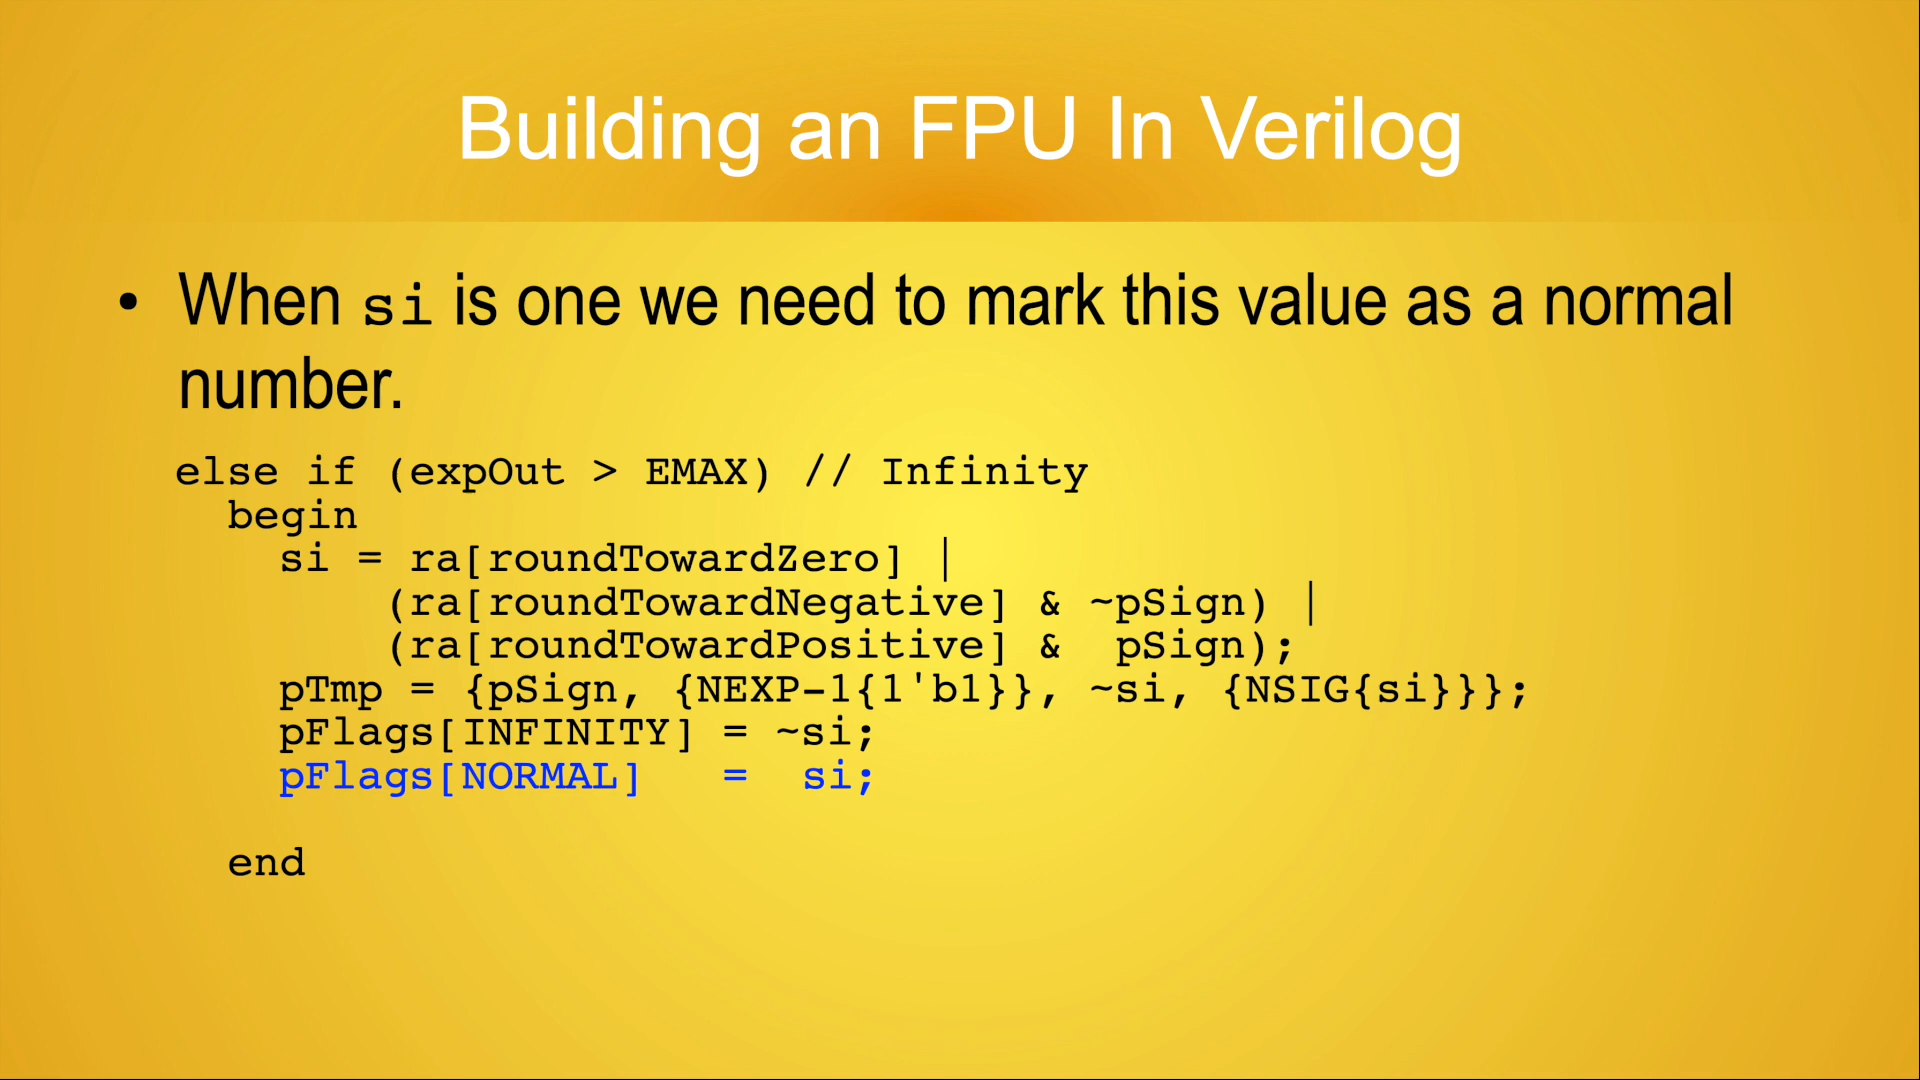 Building an FPU In Verilog
• When si is one we need to mark this value as a normal
number.
else if (expOut > EMAX) // Infinity
  begin
    si = ra[roundTowardZero] |
        (ra[roundTowardNegative] & ~pSign) |
        (ra[roundTowardPositive] &  pSign);
    pTmp = {pSign, {NEXP-1{1'b1}}, ~si, {NSIG{si}}};
    pFlags[INFINITY] = ~si;
    pFlags[NORMAL]   =  si;
  end